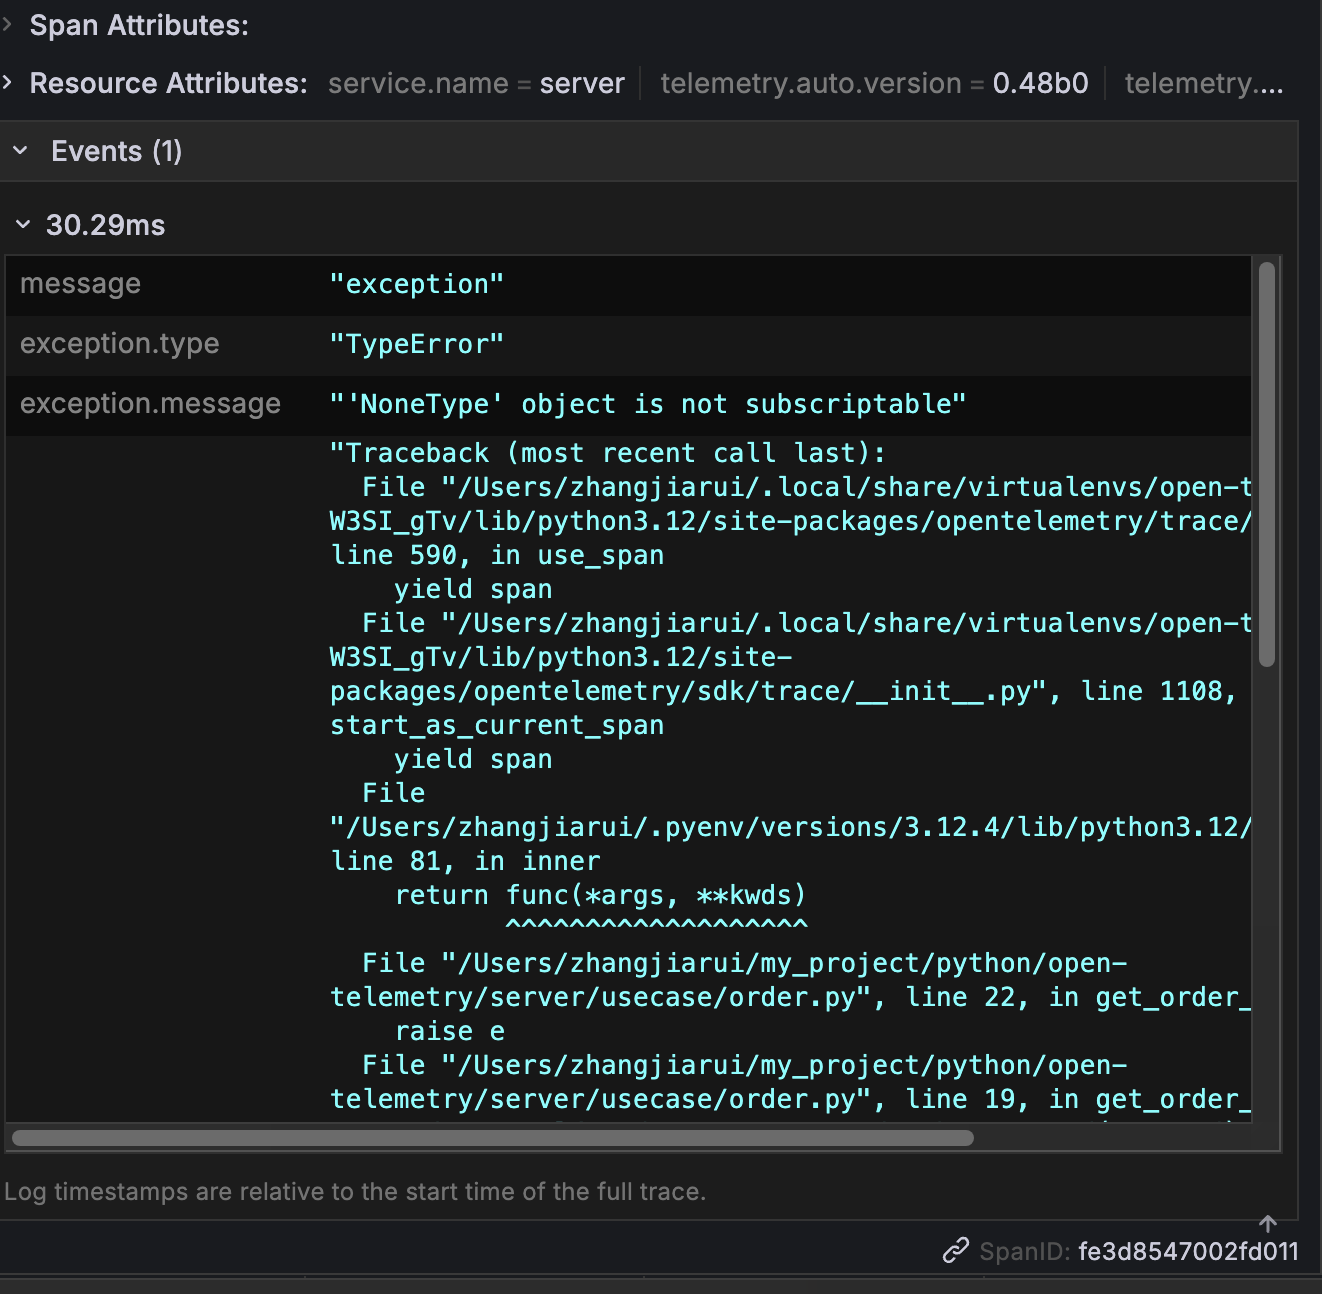 Span Attributes:
Resource Attributes: service.name = server telemetry.auto.version = 0.48b0 telemetry....
Events (1)
30.29ms
message "exception"
exception.type "TypeError"
exception.message "'NoneType' object is not subscriptable"
"Traceback (most recent call last):
File "/Users/zhangjiarui/.local/share/virtualenvs/open-t
W3SI_gTv/lib/python3.12/site-packages/opentelemetry/trace/
line 590, in use_span
yield span
File "/Users/zhangjiarui/.local/share/virtualenvs/open-t
W3SI_gTv/lib/python3.12/site-
packages/opentelemetry/sdk/trace/__init__.py", line 1108,
start_as_current_span
yield span
File
"/Users/zhangjiarui/.pyenv/versions/3.12.4/lib/python3.12/
line 81, in inner
return func(*args, **kwds)
^^^^^^^^^^^^^^^^^^^
File "/Users/zhangjiarui/my_project/python/open-
telemetry/server/usecase/order.py", line 22, in get_order_
raise e
File "/Users/zhangjiarui/my_project/python/open-
telemetry/server/usecase/order.py", line 19, in get_order_
Log timestamps are relative to the start time of the full trace.
SpanID: fe3d8547002fd011